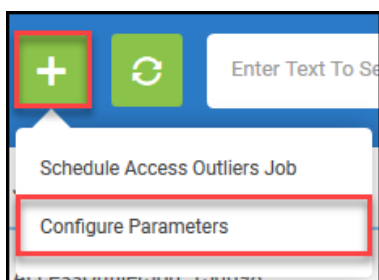 Enter Text To Se
Schedule Access Outliers Job
Configure Parameters